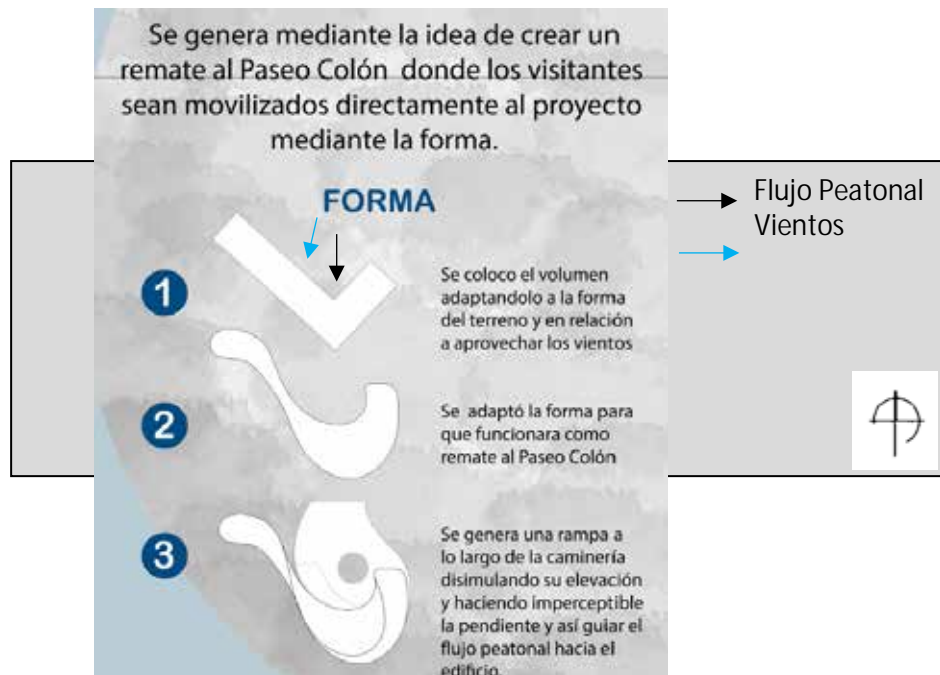 Se genera mediante la idea de crear un
remate al Paseo Colón donde los visitantes
sean movilizados directamente al proyecto
mediante la forma.
FORMA
Flujo Peatonal
Vientos
1
Se coloco el volumen
adaptandolo a la forma
del terreno y en relación
a aprovechar los vientos
2
Se adaptó la forma para
que funcionara como
remate al Paseo Colón
3
Se genera una rampa a
lo largo de la caminería
disimulando su elevación
y haciendo imperceptible
la pendiente y así guiar el
flujo peatonal hacia el
edificio.